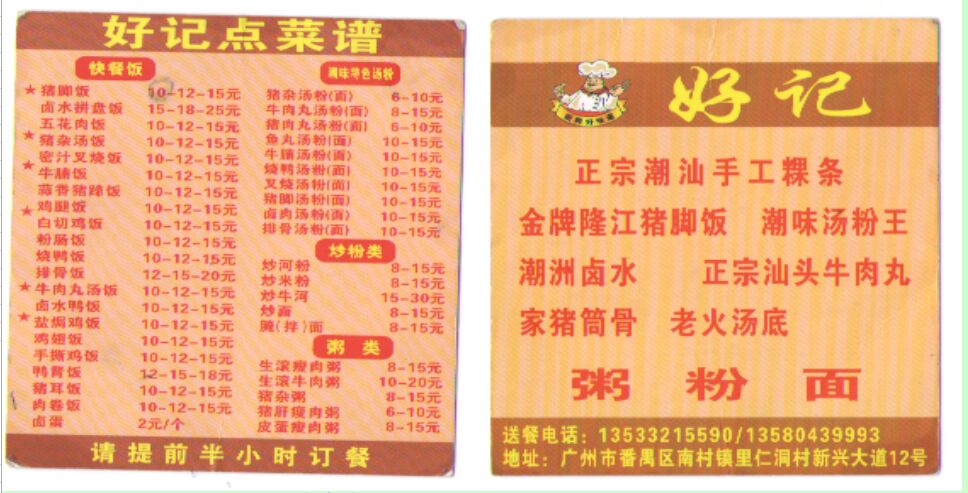 好记点菜谱
快餐饭
★猪脚饭 10-12-15元
卤水拼盘饭 15-18-25元
五花肉饭 10-12-15元
★猪杂汤饭 10-12-15元
密汁叉烧饭 10-12-15元
★牛腩饭 10-12-15元
蒜香猪蹄饭 10-12-15元
★鸡腿饭 10-12-15元
白切鸡饭 10-12-15元
粉肠饭 10-12-15元
烧鸭饭 10-12-15元
排骨饭 12-15-20元
★牛肉丸汤饭 10-12-15元
卤水鸭饭 10-12-15元
★盐焗鸡饭 10-12-15元
鸡翅饭 10-12-15元
手撕鸡饭 10-12-15元
鸭胥饭 12-15-18元
猪耳饭 10-12-15元
肉卷饭 10-12-15元
卤蛋 2元/个
潮味特色汤粉
猪杂汤粉(面) 6-10元
牛肉丸汤粉(面) 8-15元
猪肉丸汤粉(面) 6-10元
鱼丸汤粉(面) 10-15元
牛腩汤粉(面) 10-15元
烧鸭汤粉(面) 10-15元
叉烧汤粉(面) 10-15元
猪脚汤粉(面) 10-15元
卤肉汤粉(面) 10-15元
排骨汤粉(面) 10-15元
炒粉类
炒河粉 8-15元
炒米粉 8-15元
炒牛河 15-30元
炒面 8-15元
腌(拌)面 8-15元
粥 类
生滚瘦肉粥 8-15元
生滚牛肉粥 10-20元
猪杂粥 8-15元
猪肝瘦肉粥 6-10元
皮蛋瘦肉粥 8-15元
请提前半小时订餐
好记
正宗潮汕手工粿条
金牌隆江猪脚饭 潮味汤粉王
潮洲卤水 正宗汕头牛肉丸
家猪筒骨 老火汤底
粥 粉 面
送餐电话：13533215590/13580439993
地址：广州市番禺区南村镇里仁洞村新兴大道12号